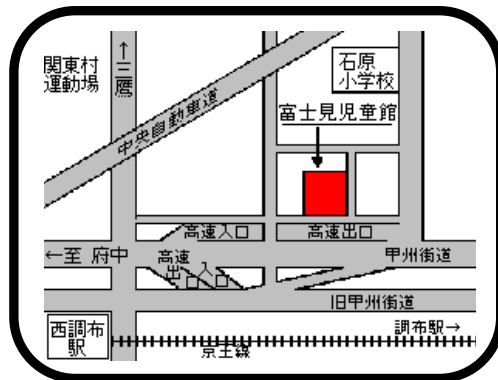 関東村
運動場
↑三鷹
石原
小学校
中央自動車道
富士見児童館
高速入口
高速出口
←至 府中
高速
出口
入口
甲州街道
旧甲州街道
西調布
駅
調布駅→
京王線